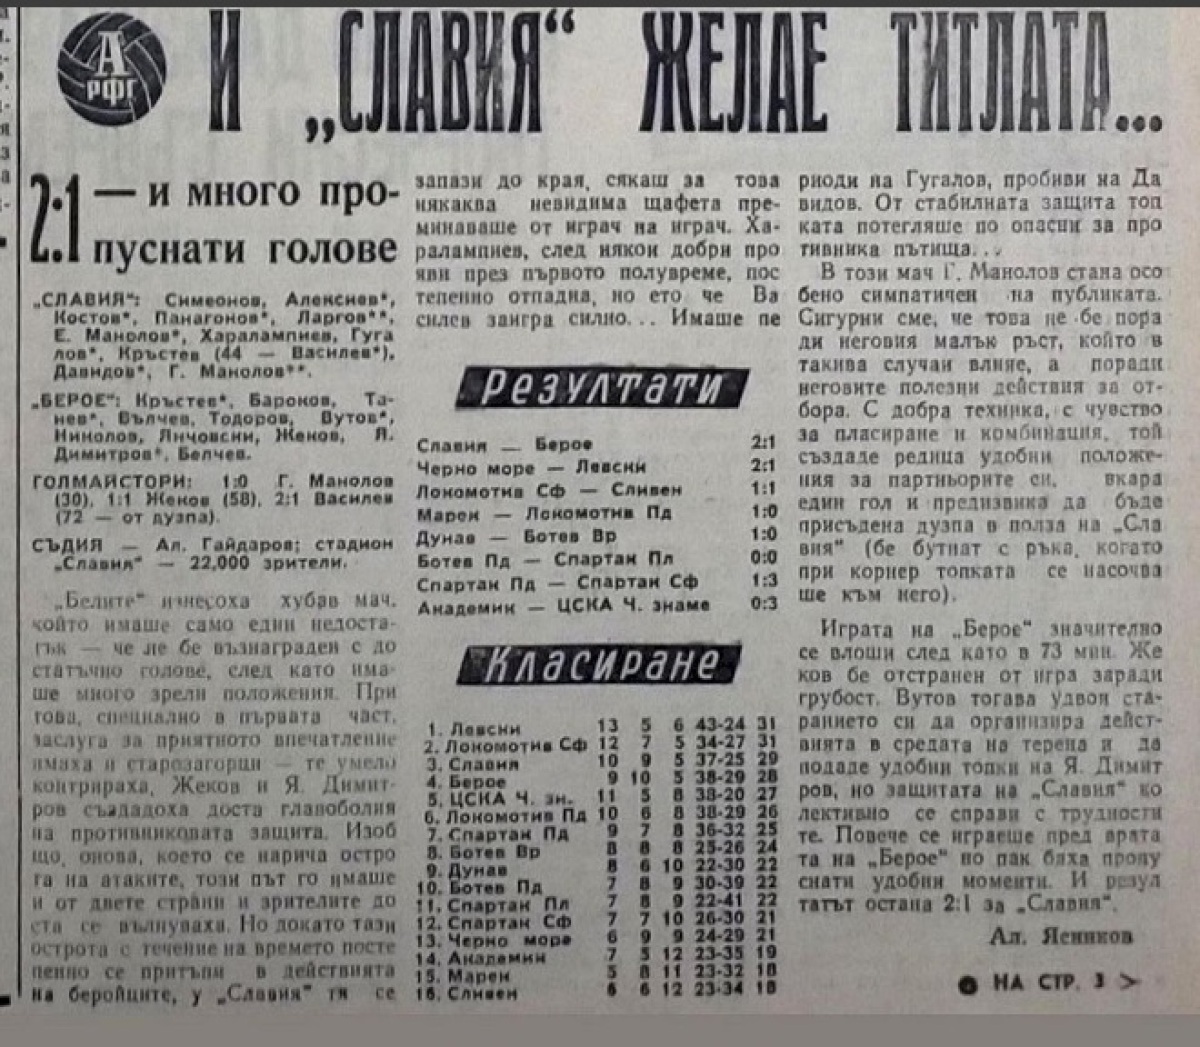 А
РФГ
И „СЛАВИЯ“ ЖЕЛАЕ ТИТЛАТА...
2:1 — и много про-
пуснати голове
„СЛАВИЯ“: Симеонов, Алексиев*,
Костов*, Панагонов*, Ларгов**,
Е. Манолов*, Харалампиев, Гуга
лов*, Кръстев (44 — Василев*),
Давидов*, Г. Манолов**.
„БЕРОЕ“: Кръстев*, Бароков, Та-
нев*, Вълчев, Тодоров, Вутов*,
Николов, Янчовски, Жеков, Я.
Димитров*, Белчев.
ГОЛМАЙСТОРИ: 1:0 Г. Манолов
(30), 1:1 Жеков (58), 2:1 Василев
(72 — от дузпа).
СЪДИЯ — Ал. Гайдаров; стадион
„Славия“ — 22,000 зрители.
„Белите“ изнесоха хубав мач,
който имаше само един недоста-
тък — че не бе възнаграден с до
статъчно голове, след като има-
ше много зрели положения. При
това, специално в първата част,
заслуга за приятното впечатление
имаха и старозагорци — те умело
контрираха, Жеков и Я. Димит-
ров създадоха доста главоболия
на противниковата защита. Изоб
що, онова, което се нарича остро
та на атаките, този път го имаше
и от двете страни и зрителите до
ста се вълнуваха. Но докато тази
острота с течение на времето посте
пенно се притъпи в действията
на беройците, у „Славия“ тя се
запази до края, сякаш за това
някаква невидима щафета пре-
минаваше от играч на играч. Ха-
ралампиев, след някои добри про
яви през първото полувреме, пос
тепенно отпадна, но ето че Ва
силев заигра силно... Имаше пе
Резултати
Славия — Берое 2:1
Черно море — Левски 2:1
Локомотив Сф — Сливен 1:1
Марек — Локомотив Пд 1:0
Дунав — Ботев Вр 1:0
Ботев Пд — Спартак Пл 0:0
Спартак Пд — Спартак Сф 1:3
Академик — ЦСКА Ч. знаме 0:3
Класиране
1. Левски 13 5 6 43-24 31
2. Локомотив Сф 12 7 5 34-27 31
3. Славия 10 9 5 37-25 29
4. Берое 9 10 5 38-29 28
5. ЦСКА Ч. зн. 11 5 8 38-20 27
6. Локомотив Пд 10 6 8 38-29 26
7. Спартак Пд 9 7 8 36-32 25
8. Ботев Вр 8 8 8 25-26 24
9. Дунав 8 6 10 22-30 22
10. Ботев Пд 7 8 9 30-39 22
11. Спартак Пл 7 8 9 22-41 22
12. Спартак Сф 7 7 10 26-30 21
13. Черно море 6 9 9 24-29 21
14. Академик 7 5 12 23-35 19
15. Марек 5 8 11 23-32 18
16. Сливен 6 6 12 23-34 18
риоди на Гугалов, пробиви на Да
видов. От стабилната защита топ
ката потегляше по опасни за про
тивника пътища...
В този мач Г. Манолов стана осо
бено симпатичен на публиката.
Сигурни сме, че това не бе пора
ди неговия малък ръст, който в
такива случаи влияе, а поради
неговите полезни действия за от-
бора. С добра техника, с чувство
за пласиране и комбинация, той
създаде редица удобни положе-
ния за партньорите си, вкара
един гол и предизвика да бъде
присъдена дузпа в полза на „Сла
вия“ (бе бутнат с ръка, когато
при корнер топката се насочва
ше към него).
Играта на „Берое“ значително
се влоши след като в 73 мин. Же
ков бе отстранен от игра заради
грубост. Вутов тогава удвои ста-
ранието си да организира дейст-
вията в средата на терена и да
подаде удобни топки на Я. Димит
ров, но защитата на „Славия“ ко
лективно се справи с трудности
те. Повече се играеше пред врата
та на „Берое“ но пак бяха пропу
снати удобни моменти. И резул
татът остана 2:1 за „Славия“.
Ал. Ясников
НА СТР. 3 >